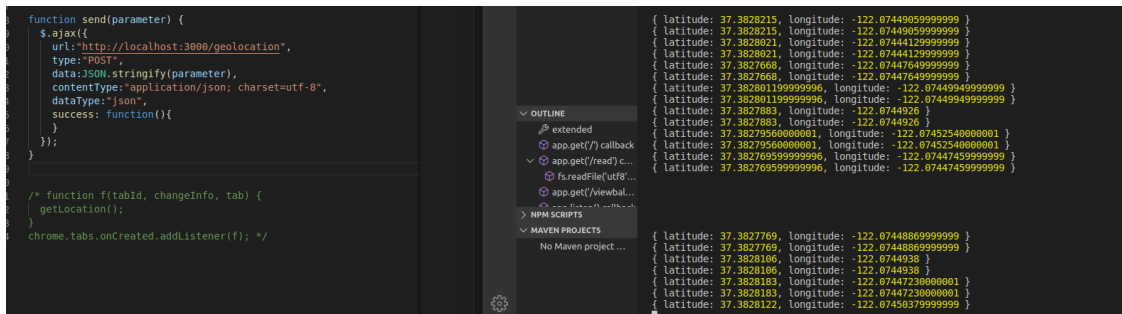 function send(parameter) {
$.ajax({
url:"http://localhost:3000/geolocation",
type:"POST",
data:JSON.stringify(parameter),
contentType:"application/json; charset=utf-8",
dataType:"json",
success: function(){
}
});
}
/* function f(tabId, changeInfo, tab) {
getLocation();
}
chrome.tabs.onCreated.addListener(f); */
OUTLINE
extended
app.get('/') callback
app.get('/read') c...
fs.readFile('utf8'...
app.get('/viewbal...
NPM SCRIPTS
MAVEN PROJECTS
No Maven project ...
{ latitude: 37.3828215, longitude: -122.07449059999999 }
{ latitude: 37.3828215, longitude: -122.07449059999999 }
{ latitude: 37.3828021, longitude: -122.07444129999999 }
{ latitude: 37.3828021, longitude: -122.07444129999999 }
{ latitude: 37.3827668, longitude: -122.07447649999999 }
{ latitude: 37.3827668, longitude: -122.07447649999999 }
{ latitude: 37.382801199999996, longitude: -122.07449949999999 }
{ latitude: 37.382801199999996, longitude: -122.07449949999999 }
{ latitude: 37.3827883, longitude: -122.0744926 }
{ latitude: 37.3827883, longitude: -122.0744926 }
{ latitude: 37.38279560000001, longitude: -122.07452540000001 }
{ latitude: 37.38279560000001, longitude: -122.07452540000001 }
{ latitude: 37.382769599999996, longitude: -122.07447459999999 }
{ latitude: 37.382769599999996, longitude: -122.07447459999999 }
{ latitude: 37.3827769, longitude: -122.07448869999999 }
{ latitude: 37.3827769, longitude: -122.07448869999999 }
{ latitude: 37.3828106, longitude: -122.0744938 }
{ latitude: 37.3828106, longitude: -122.0744938 }
{ latitude: 37.3828183, longitude: -122.07447230000001 }
{ latitude: 37.3828183, longitude: -122.07447230000001 }
{ latitude: 37.3828122, longitude: -122.07450379999999 }